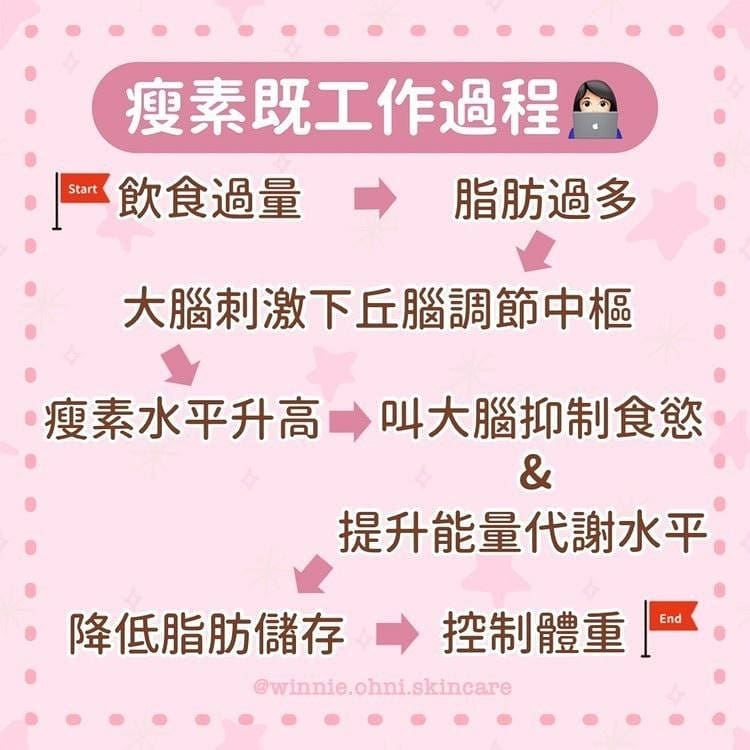 瘦素既工作過程
Start 飲食過量 脂肪過多
大腦刺激下丘腦調節中樞
瘦素水平升高 叫大腦抑制食慾
&
提升能量代謝水平
降低脂肪儲存 控制體重 End
@winnie.ohni.skincare